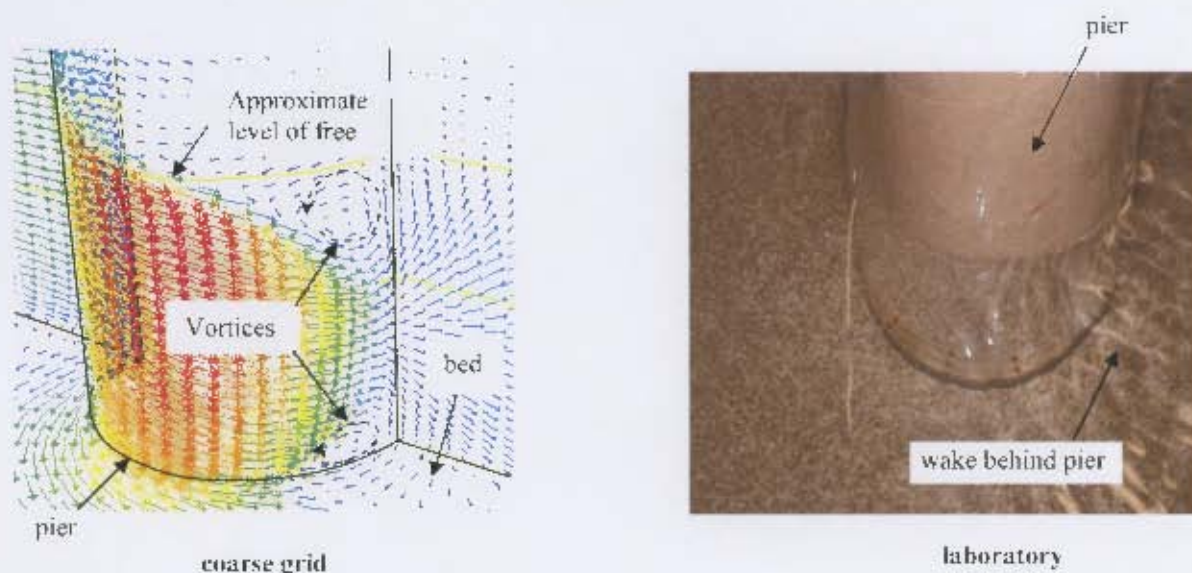 Approximate
level of free
Vortices
bed
pier
coarse grid
pier
wake behind pier
laboratory